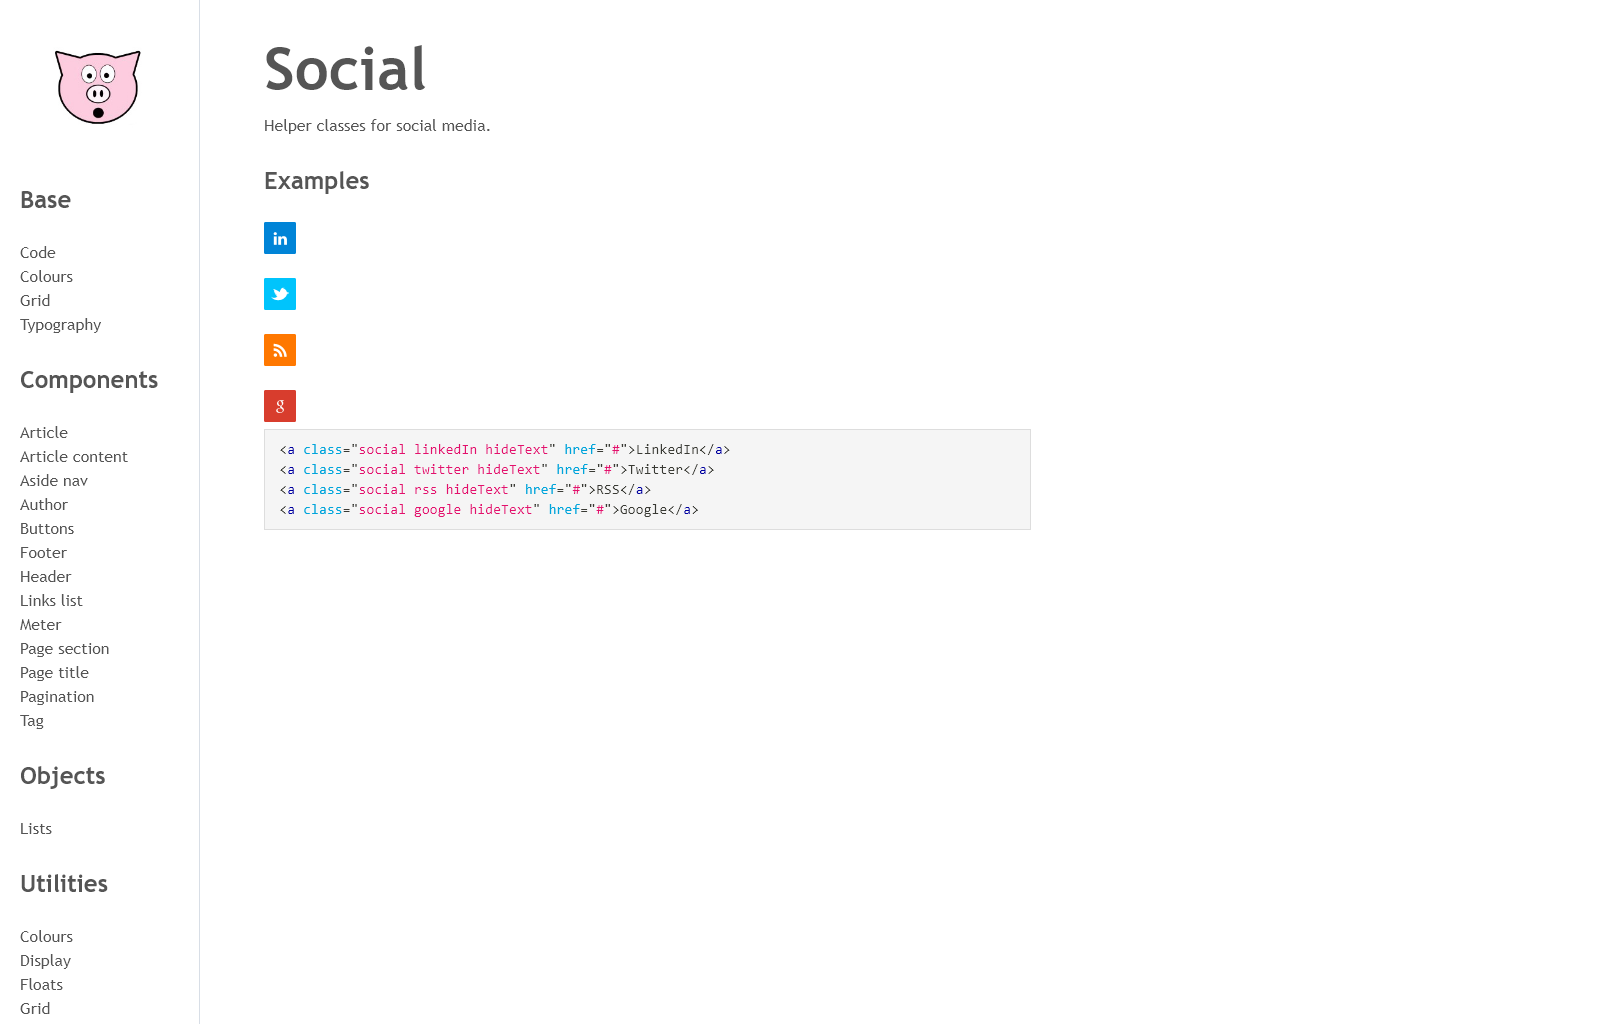 Base
Code
Colours
Grid
Typography
Components
Article
Article content
Aside nav
Author
Buttons
Footer
Header
Links list
Meter
Page section
Page title
Pagination
Tag
Objects
Lists
Utilities
Colours
Display
Floats
Grid
Social
Helper classes for social media.
Examples
in
g
<a class="social linkedIn hideText" href="#">LinkedIn</a>
<a class="social twitter hideText" href="#">Twitter</a>
<a class="social rss hideText" href="#">RSS</a>
<a class="social google hideText" href="#">Google</a>